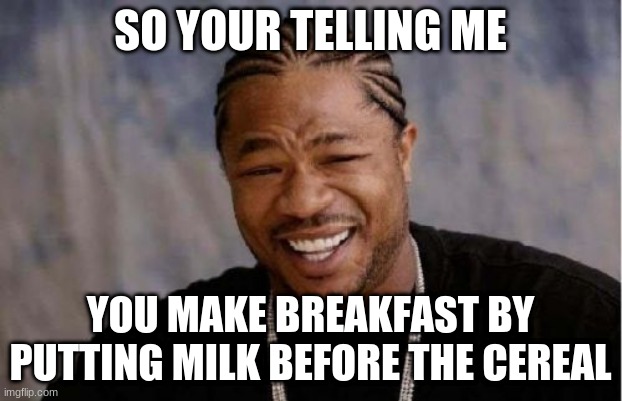 SO YOUR TELLING ME
YOU MAKE BREAKFAST BY
PUTTING MILK BEFORE THE CEREAL
imgflip.com